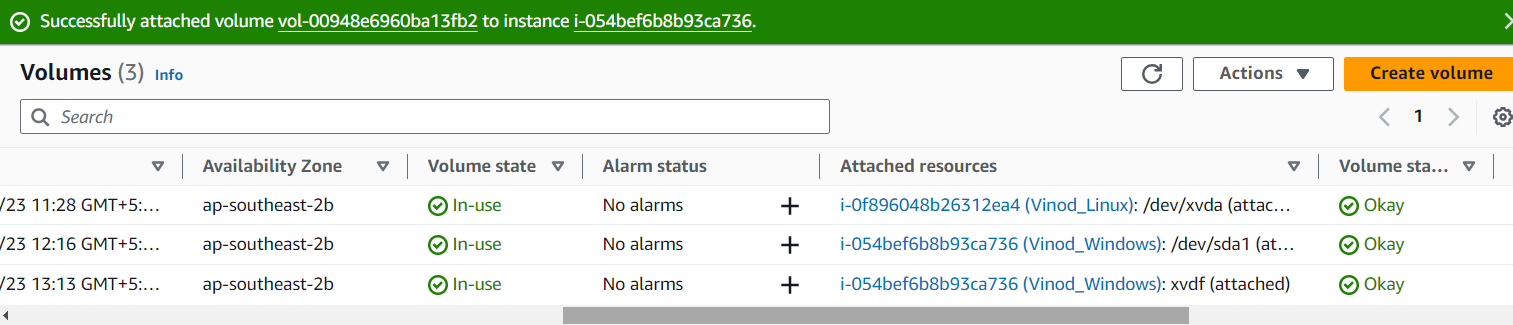 Successfully attached volume vol-00948e6960ba13fb2 to instance i-054bef6b8b93ca736.
Volumes (3) Info
Actions
Create volume
Search
1
Availability Zone Volume state Alarm status Attached resources Volume sta...
/23 11:28 GMT+5:... ap-southeast-2b In-use No alarms + i-0f896048b26312ea4 (Vinod_Linux): /dev/xvda (attac... Okay
/23 12:16 GMT+5:... ap-southeast-2b In-use No alarms + i-054bef6b8b93ca736 (Vinod_Windows): /dev/sda1 (at... Okay
/23 13:13 GMT+5:... ap-southeast-2b In-use No alarms + i-054bef6b8b93ca736 (Vinod_Windows): xvdf (attached) Okay